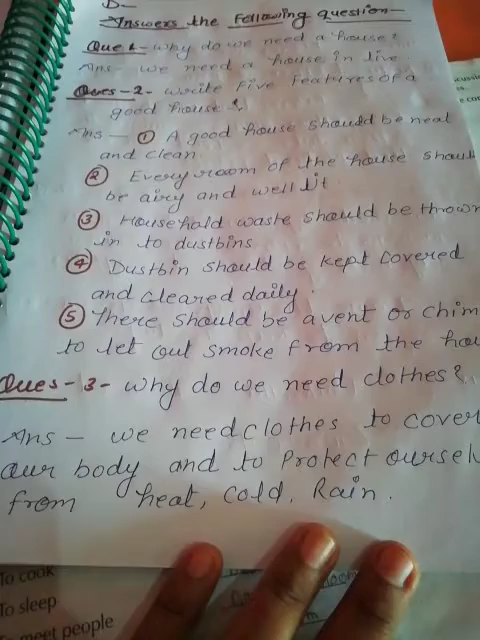 D-
Answers the following question-
Que 1- why do we need a house?
Ans- we need a house in live.
Ques-2- write five features of a
good house?
Ans- ① A good house should be neat
and clean
② Every room of the house shoul
be airy and well lit
③ Household waste should be thrown
in to dustbins
④ Dustbin should be kept covered
and cleared daily.
⑤ There should be a vent or chim
to let out smoke from the hou
Ques-3- why do we need clothes?
Ans- we need clothes to cover
our body and to Protect oursel
from heat, cold, Rain.
To cook
To sleep
meet people